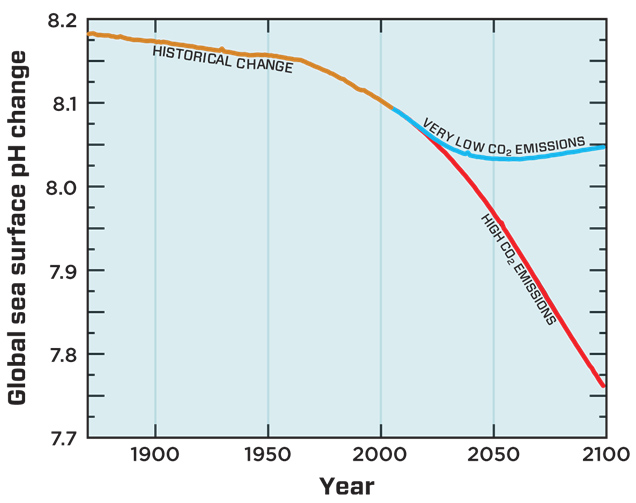 8.2
8.1
8.0
7.9
7.8
7.7
Global sea surface pH change
HISTORICAL CHANGE
VERY LOW CO₂ EMISSIONS
HIGH CO₂ EMISSIONS
1900
1950
2000
2050
2100
Year